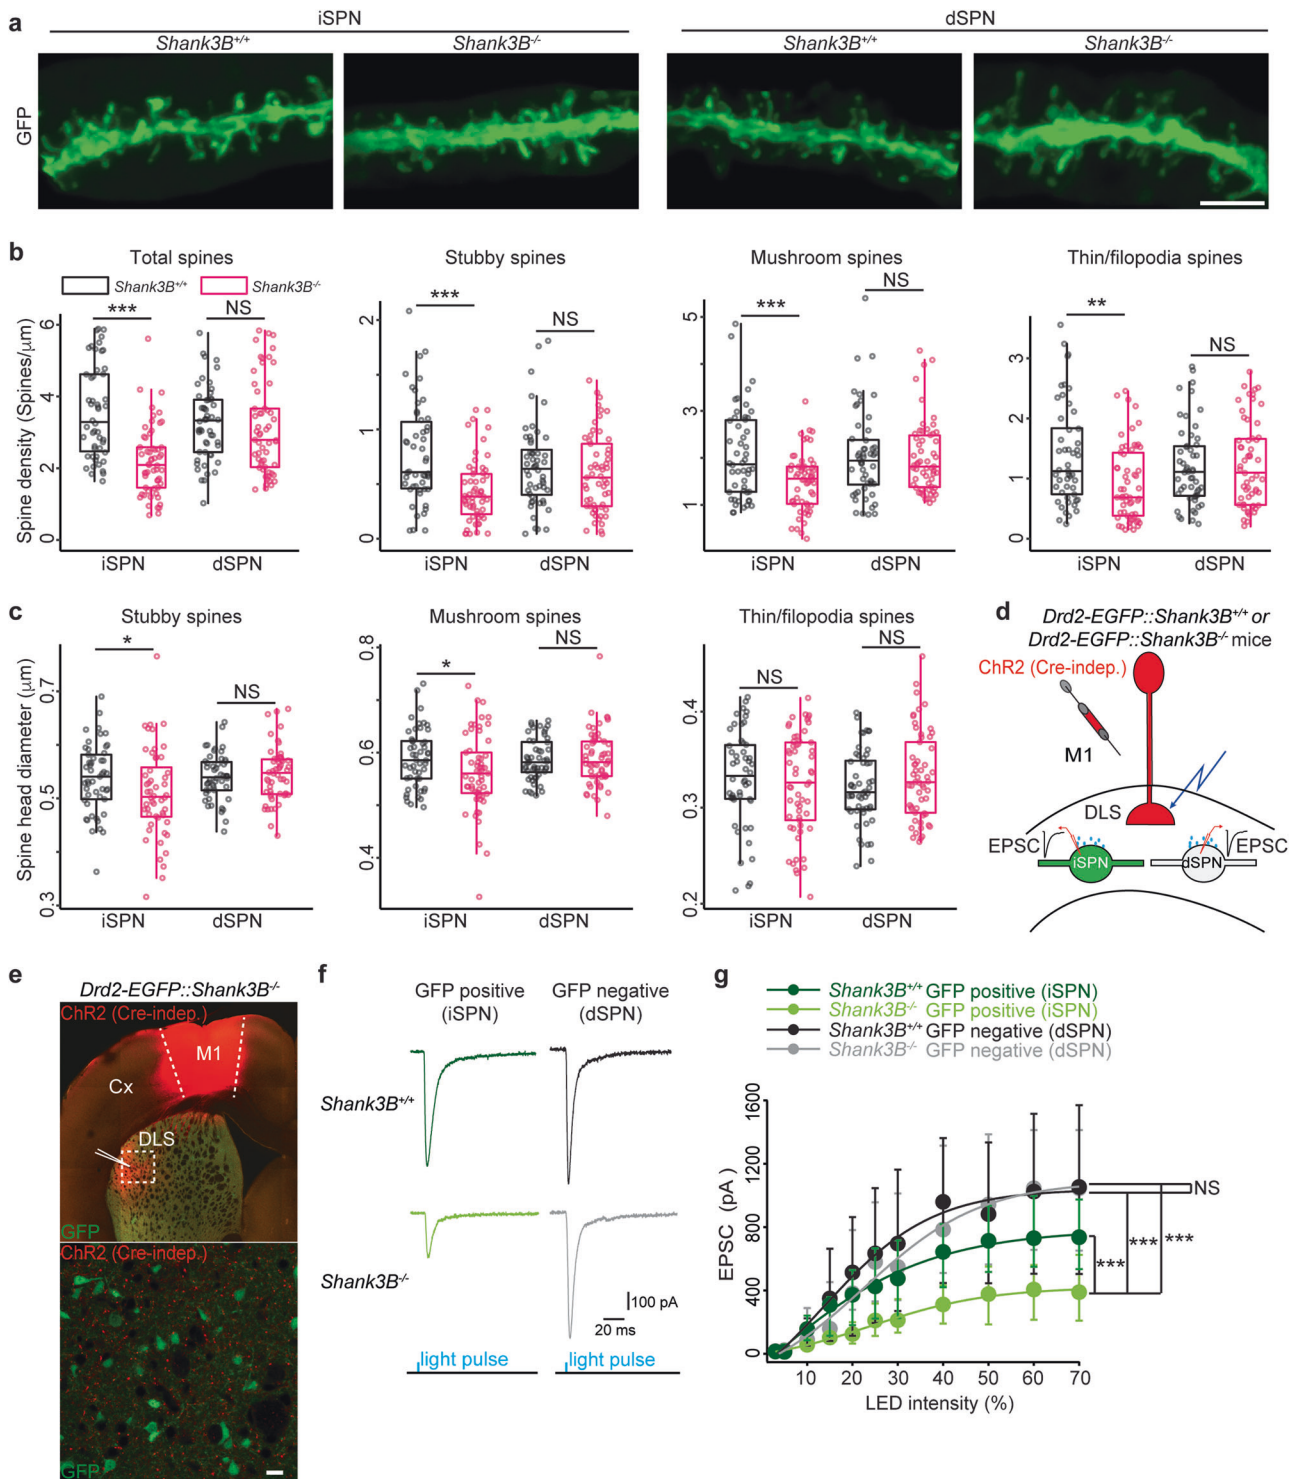 a
iSPN
dSPN
Shank3B+/+
Shank3B-/-
Shank3B+/+
Shank3B-/-
GFP
b
Total spines
Stubby spines
Mushroom spines
Thin/filopodia spines
Shank3B+/+
Shank3B-/-
Spine density (Spines/µm)
***
NS
6
4
2
0
iSPN
dSPN
***
NS
2
1
0
iSPN
dSPN
***
NS
5
3
1
iSPN
dSPN
**
NS
3
2
1
0
iSPN
dSPN
c
Stubby spines
Mushroom spines
Thin/filopodia spines
Spine head diameter (µm)
*
NS
0.7
0.5
0.3
iSPN
dSPN
*
NS
0.8
0.6
0.4
iSPN
dSPN
NS
NS
0.4
0.3
0.2
iSPN
dSPN
d
Drd2-EGFP::Shank3B+/+ or
Drd2-EGFP::Shank3B-/- mice
ChR2 (Cre-indep.)
M1
DLS
EPSC
EPSC
iSPN
dSPN
e
Drd2-EGFP::Shank3B-/-
ChR2 (Cre-indep.)
M1
Cx
DLS
GFP
ChR2 (Cre-indep.)
GFP
f
GFP positive
(iSPN)
GFP negative
(dSPN)
Shank3B+/+
Shank3B-/-
100 pA
20 ms
light pulse
light pulse
g
Shank3B+/+ GFP positive (iSPN)
Shank3B-/- GFP positive (iSPN)
Shank3B+/+ GFP negative (dSPN)
Shank3B-/- GFP negative (dSPN)
EPSC (pA)
1600
1200
800
400
0
NS
***
***
***
10
20
30
40
50
60
70
LED intensity (%)